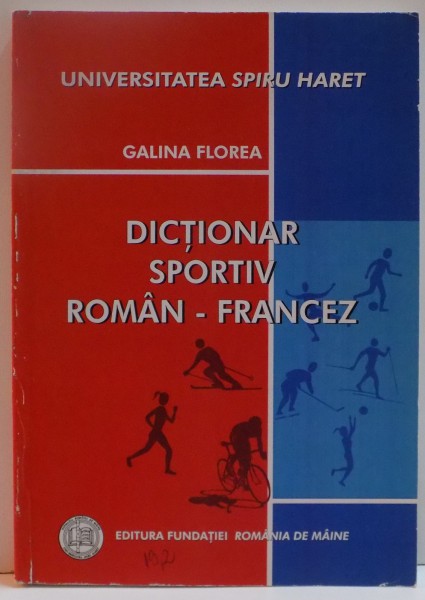 UNIVERSITATEA SPIRU HARET
GALINA FLOREA
DICȚIONAR
SPORTIV
ROMÂN - FRANCEZ
EDITURA FUNDAȚIEI ROMÂNIA DE MÂINE